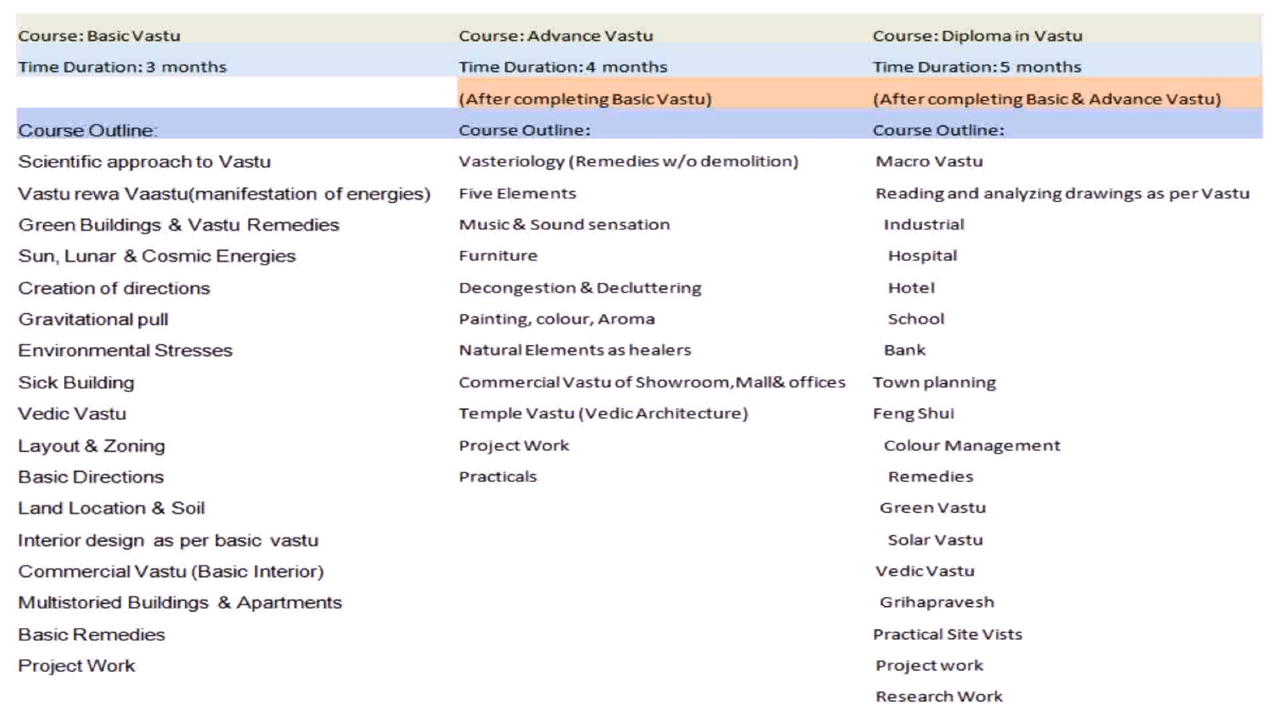 Course: Basic Vastu
Time Duration: 3 months
Course Outline:
Scientific approach to Vastu
Vastu rewa Vaastu(manifestation of energies)
Green Buildings & Vastu Remedies
Sun, Lunar & Cosmic Energies
Creation of directions
Gravitational pull
Environmental Stresses
Sick Building
Vedic Vastu
Layout & Zoning
Basic Directions
Land Location & Soil
Interior design as per basic vastu
Commercial Vastu (Basic Interior)
Multistoried Buildings & Apartments
Basic Remedies
Project Work
Course: Advance Vastu
Time Duration: 4 months
(After completing Basic Vastu)
Course Outline:
Vasteriology (Remedies w/o demolition)
Five Elements
Music & Sound sensation
Furniture
Decongestion & Decluttering
Painting, colour, Aroma
Natural Elements as healers
Commercial Vastu of Showroom,Mall& offices
Temple Vastu (Vedic Architecture)
Project Work
Practicals
Course: Diploma in Vastu
Time Duration: 5 months
(After completing Basic & Advance Vastu)
Course Outline:
Macro Vastu
Reading and analyzing drawings as per Vastu
Industrial
Hospital
Hotel
School
Bank
Town planning
Feng Shui
Colour Management
Remedies
Green Vastu
Solar Vastu
Vedic Vastu
Grihapravesh
Practical Site Vists
Project work
Research Work